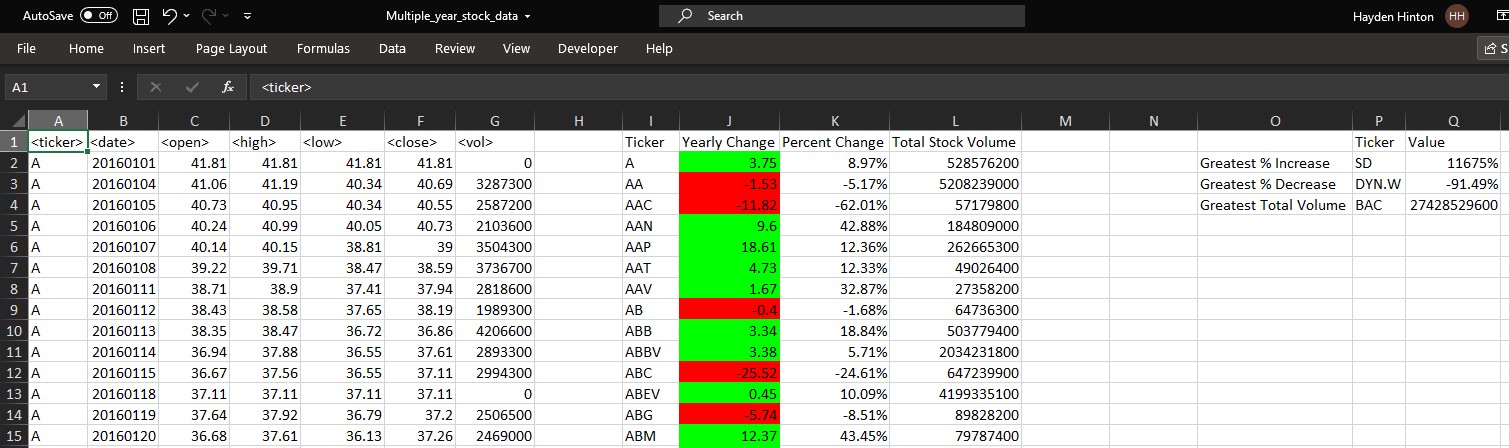 AutoSave Off Multiple_year_stock_data Search Hayden Hinton HH
File Home Insert Page Layout Formulas Data Review View Developer Help S
A1 fx <ticker>
A B C D E F G H I J K L M N O P Q
1 <ticker> <date> <open> <high> <low> <close> <vol> Ticker Yearly Change Percent Change Total Stock Volume Ticker Value
2 A 20160101 41.81 41.81 41.81 41.81 0 A 3.75 8.97% 528576200 Greatest % Increase SD 11675%
3 A 20160104 41.06 41.19 40.34 40.69 3287300 AA -1.53 -5.17% 5208239000 Greatest % Decrease DYN.W -91.49%
4 A 20160105 40.73 40.95 40.34 40.55 2587200 AAC -11.82 -62.01% 57179800 Greatest Total Volume BAC 27428529600
5 A 20160106 40.24 40.99 40.05 40.73 2103600 AAN 9.6 42.88% 184809000
6 A 20160107 40.14 40.15 38.81 39 3504300 AAP 18.61 12.36% 262665300
7 A 20160108 39.22 39.71 38.47 38.59 3736700 AAT 4.73 12.33% 49026400
8 A 20160111 38.71 38.9 37.41 37.94 2818600 AAV 1.67 32.87% 27358200
9 A 20160112 38.43 38.58 37.65 38.19 1989300 AB -0.4 -1.68% 64736300
10 A 20160113 38.35 38.47 36.72 36.86 4206600 ABB 3.34 18.84% 503779400
11 A 20160114 36.94 37.88 36.55 37.61 2893300 ABBV 3.38 5.71% 2034231800
12 A 20160115 36.67 37.56 36.55 37.11 2994300 ABC -25.52 -24.61% 647239900
13 A 20160118 37.11 37.11 37.11 37.11 0 ABEV 0.45 10.09% 4199335100
14 A 20160119 37.64 37.92 36.79 37.2 2506500 ABG -5.74 -8.51% 89828200
15 A 20160120 36.68 37.61 36.13 37.26 2469000 ABM 12.37 43.45% 79787400